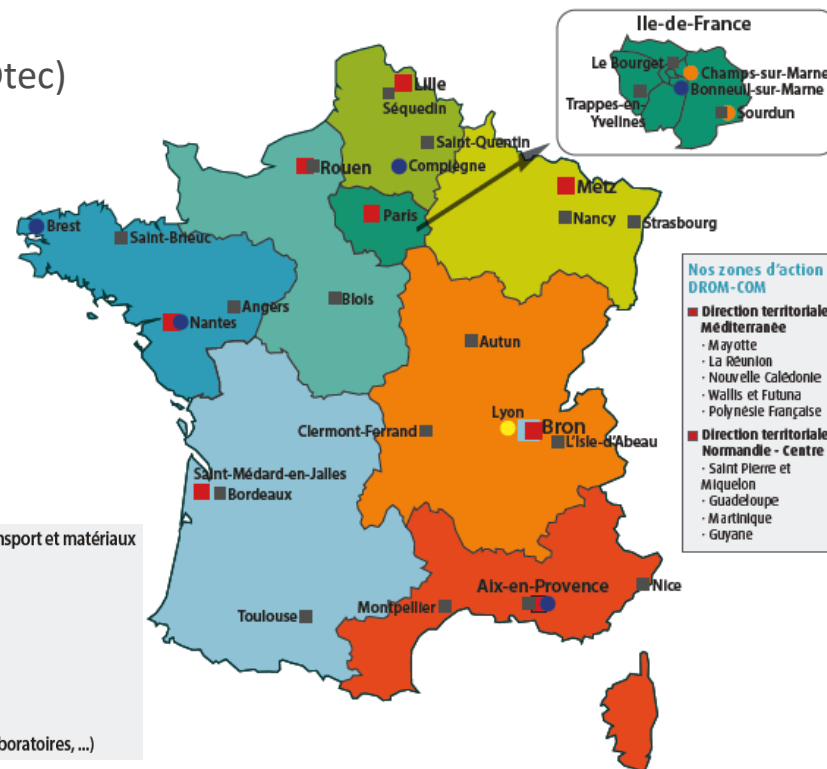 tec)
Ile-de-France
Le Bourget
Champs-sur-Marne
Bonneuil-sur-Marne
Trappes-en-
Yvelines
Sourdun
Lille
Séquedin
Saint-Quentin
Rouen
Compiègne
Metz
Paris
Nancy
Strasbourg
Brest
Saint-Brieuc
Angers
Blois
Nantes
Autun
Lyon
Bron
Clermont-Ferrand
L'Isle-d'Abeau
Saint-Médard-en-Jalles
Bordeaux
Aix-en-Provence
Nice
Montpellier
Toulouse
Nos zones d'action
DROM-COM
Direction territoriale
Méditerranée
· Mayotte
· La Réunion
· Nouvelle Calédonie
· Wallis et Futuna
· Polynésie Française
Direction territoriale
Normandie - Centre
· Saint Pierre et
Miquelon
· Guadeloupe
· Martinique
· Guyane
nsport et matériaux
boratoires, ...)